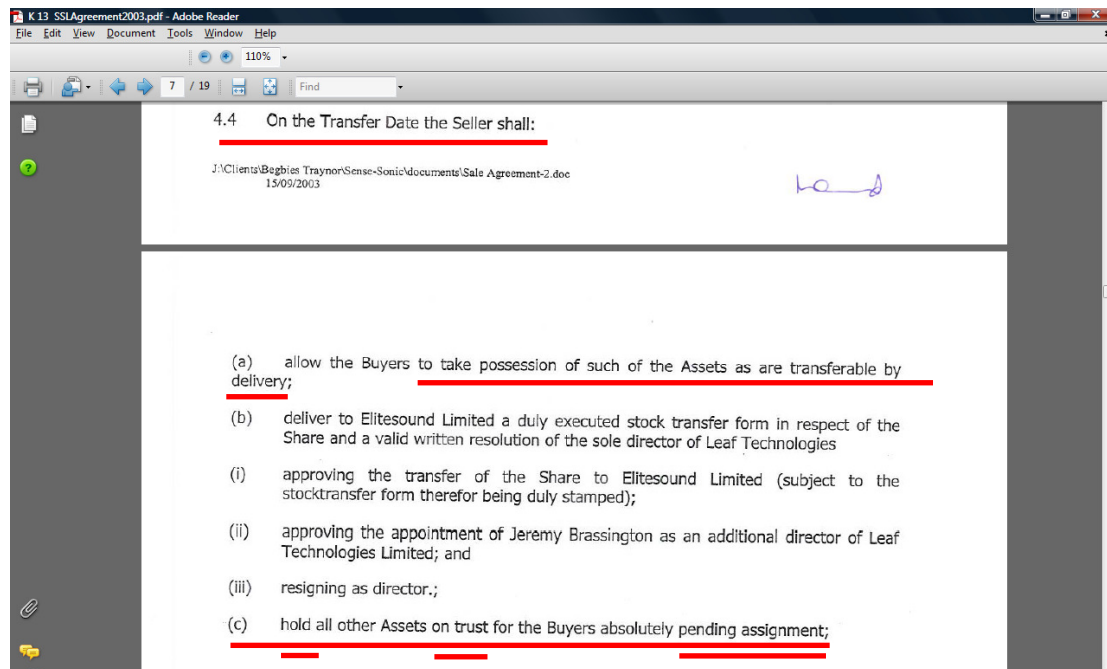 K 13 SSLAgreement2003.pdf - Adobe Reader
File Edit View Document Tools Window Help
110%
7 / 19 Find
4.4 On the Transfer Date the Seller shall:
J:\Clients\Begbies Traynor\Sense-Sonic\documents\Sale Agreement-2.doc
15/09/2003
(a) allow the Buyers to take possession of such of the Assets as are transferable by
delivery;
(b) deliver to Elitesound Limited a duly executed stock transfer form in respect of the
Share and a valid written resolution of the sole director of Leaf Technologies
(i) approving the transfer of the Share to Elitesound Limited (subject to the
stocktransfer form therefor being duly stamped);
(ii) approving the appointment of Jeremy Brassington as an additional director of Leaf
Technologies Limited; and
(iii) resigning as director.;
(c) hold all other Assets on trust for the Buyers absolutely pending assignment;